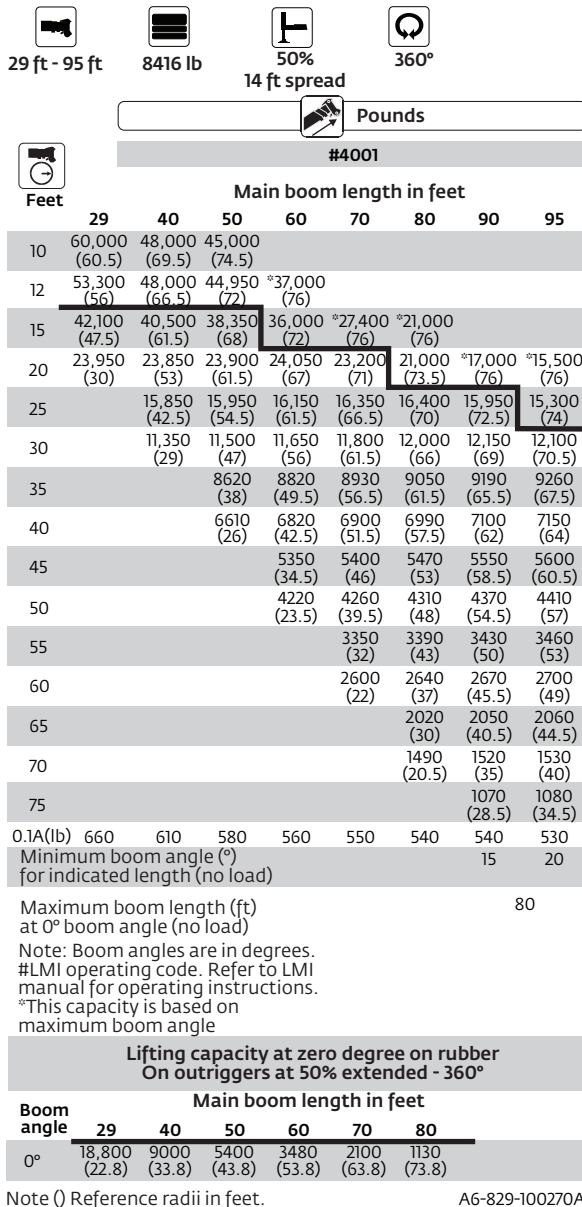 29 ft - 95 ft 8416 lb 50% 360°
14 ft spread
Pounds
#4001
Feet
Main boom length in feet
29 40 50 60 70 80 90 95
10 60,000 48,000 45,000
(60.5) (69.5) (74.5)
12 53,300 48,000 44,950 *37,000
(56) (66.5) (72) (76)
15 42,100 40,500 38,350 36,000 *27,400 *21,000
(47.5) (61.5) (68) (72) (76) (76)
20 23,950 23,850 23,900 24,050 23,200 21,000 *17,000 *15,500
(30) (53) (61.5) (67) (71) (73.5) (76) (76)
25 15,850 15,950 16,150 16,350 16,400 15,950 15,300
(42.5) (54.5) (61.5) (66.5) (70) (72.5) (74)
30 11,350 11,500 11,650 11,800 12,000 12,150 12,100
(29) (47) (56) (61.5) (66) (69) (70.5)
35 8620 8820 8930 9050 9190 9260
(38) (49.5) (56.5) (61.5) (65.5) (67.5)
40 6610 6820 6900 6990 7100 7150
(26) (42.5) (51.5) (57.5) (62) (64)
45 5350 5400 5470 5550 5600
(34.5) (46) (53) (58.5) (60.5)
50 4220 4260 4310 4370 4410
(23.5) (39.5) (48) (54.5) (57)
55 3350 3390 3430 3460
(32) (43) (50) (53)
60 2600 2640 2670 2700
(22) (37) (45.5) (49)
65 2020 2050 2060
(30) (40.5) (44.5)
70 1490 1520 1530
(20.5) (35) (40)
75 1070 1080
(28.5) (34.5)
0.1A(lb) 660 610 580 560 550 540 540 530
Minimum boom angle (°) 15 20
for indicated length (no load)
Maximum boom length (ft) 80
at 0° boom angle (no load)
Note: Boom angles are in degrees.
#LMI operating code. Refer to LMI
manual for operating instructions.
*This capacity is based on
maximum boom angle
Lifting capacity at zero degree on rubber
On outriggers at 50% extended - 360°
Boom Main boom length in feet
angle 29 40 50 60 70 80
0° 18,800 9000 5400 3480 2100 1130
(22.8) (33.8) (43.8) (53.8) (63.8) (73.8)
Note () Reference radii in feet. A6-829-100270A